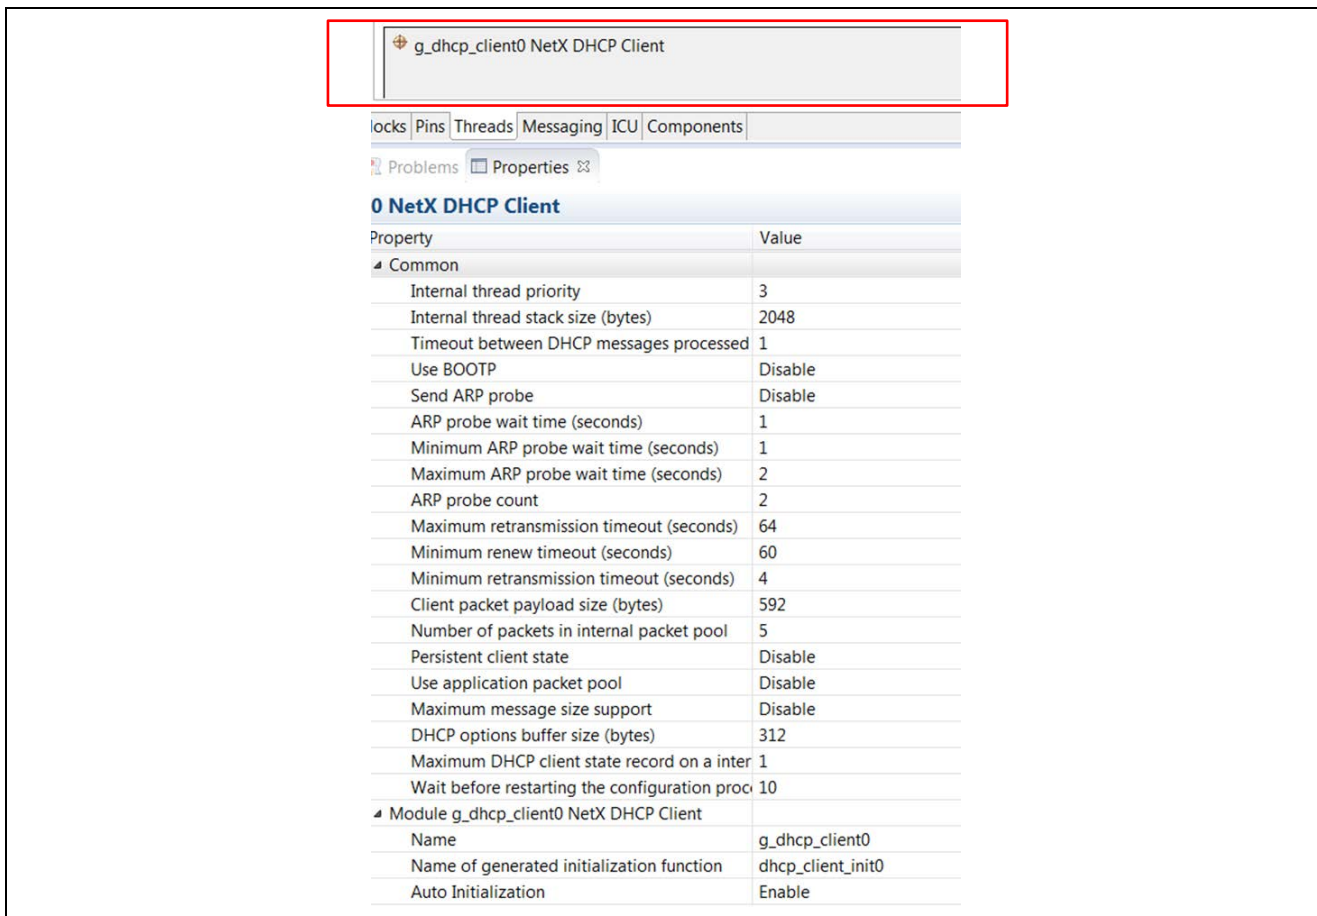 g_dhcp_client0 NetX DHCP Client
locks Pins Threads Messaging ICU Components
Problems Properties
0 NetX DHCP Client
Property Value
Common
Internal thread priority 3
Internal thread stack size (bytes) 2048
Timeout between DHCP messages processed 1
Use BOOTP Disable
Send ARP probe Disable
ARP probe wait time (seconds) 1
Minimum ARP probe wait time (seconds) 1
Maximum ARP probe wait time (seconds) 2
ARP probe count 2
Maximum retransmission timeout (seconds) 64
Minimum renew timeout (seconds) 60
Minimum retransmission timeout (seconds) 4
Client packet payload size (bytes) 592
Number of packets in internal packet pool 5
Persistent client state Disable
Use application packet pool Disable
Maximum message size support Disable
DHCP options buffer size (bytes) 312
Maximum DHCP client state record on a inter 1
Wait before restarting the configuration proc 10
Module g_dhcp_client0 NetX DHCP Client
Name g_dhcp_client0
Name of generated initialization function dhcp_client_init0
Auto Initialization Enable